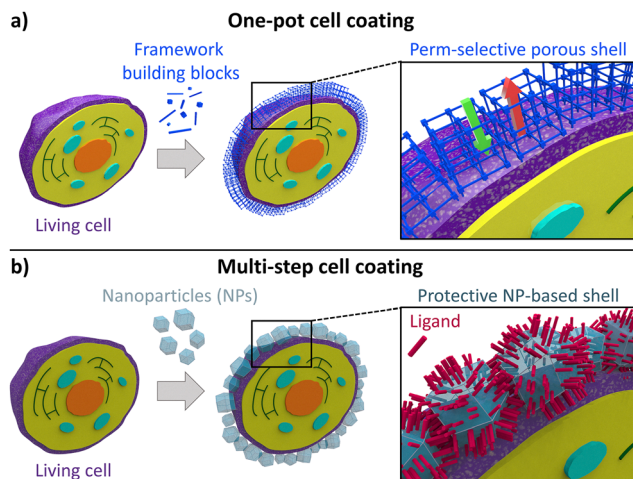 a)
One-pot cell coating
Framework
building blocks
Perm-selective porous shell
Living cell
b)
Multi-step cell coating
Nanoparticles (NPs)
Protective NP-based shell
Ligand
Living cell